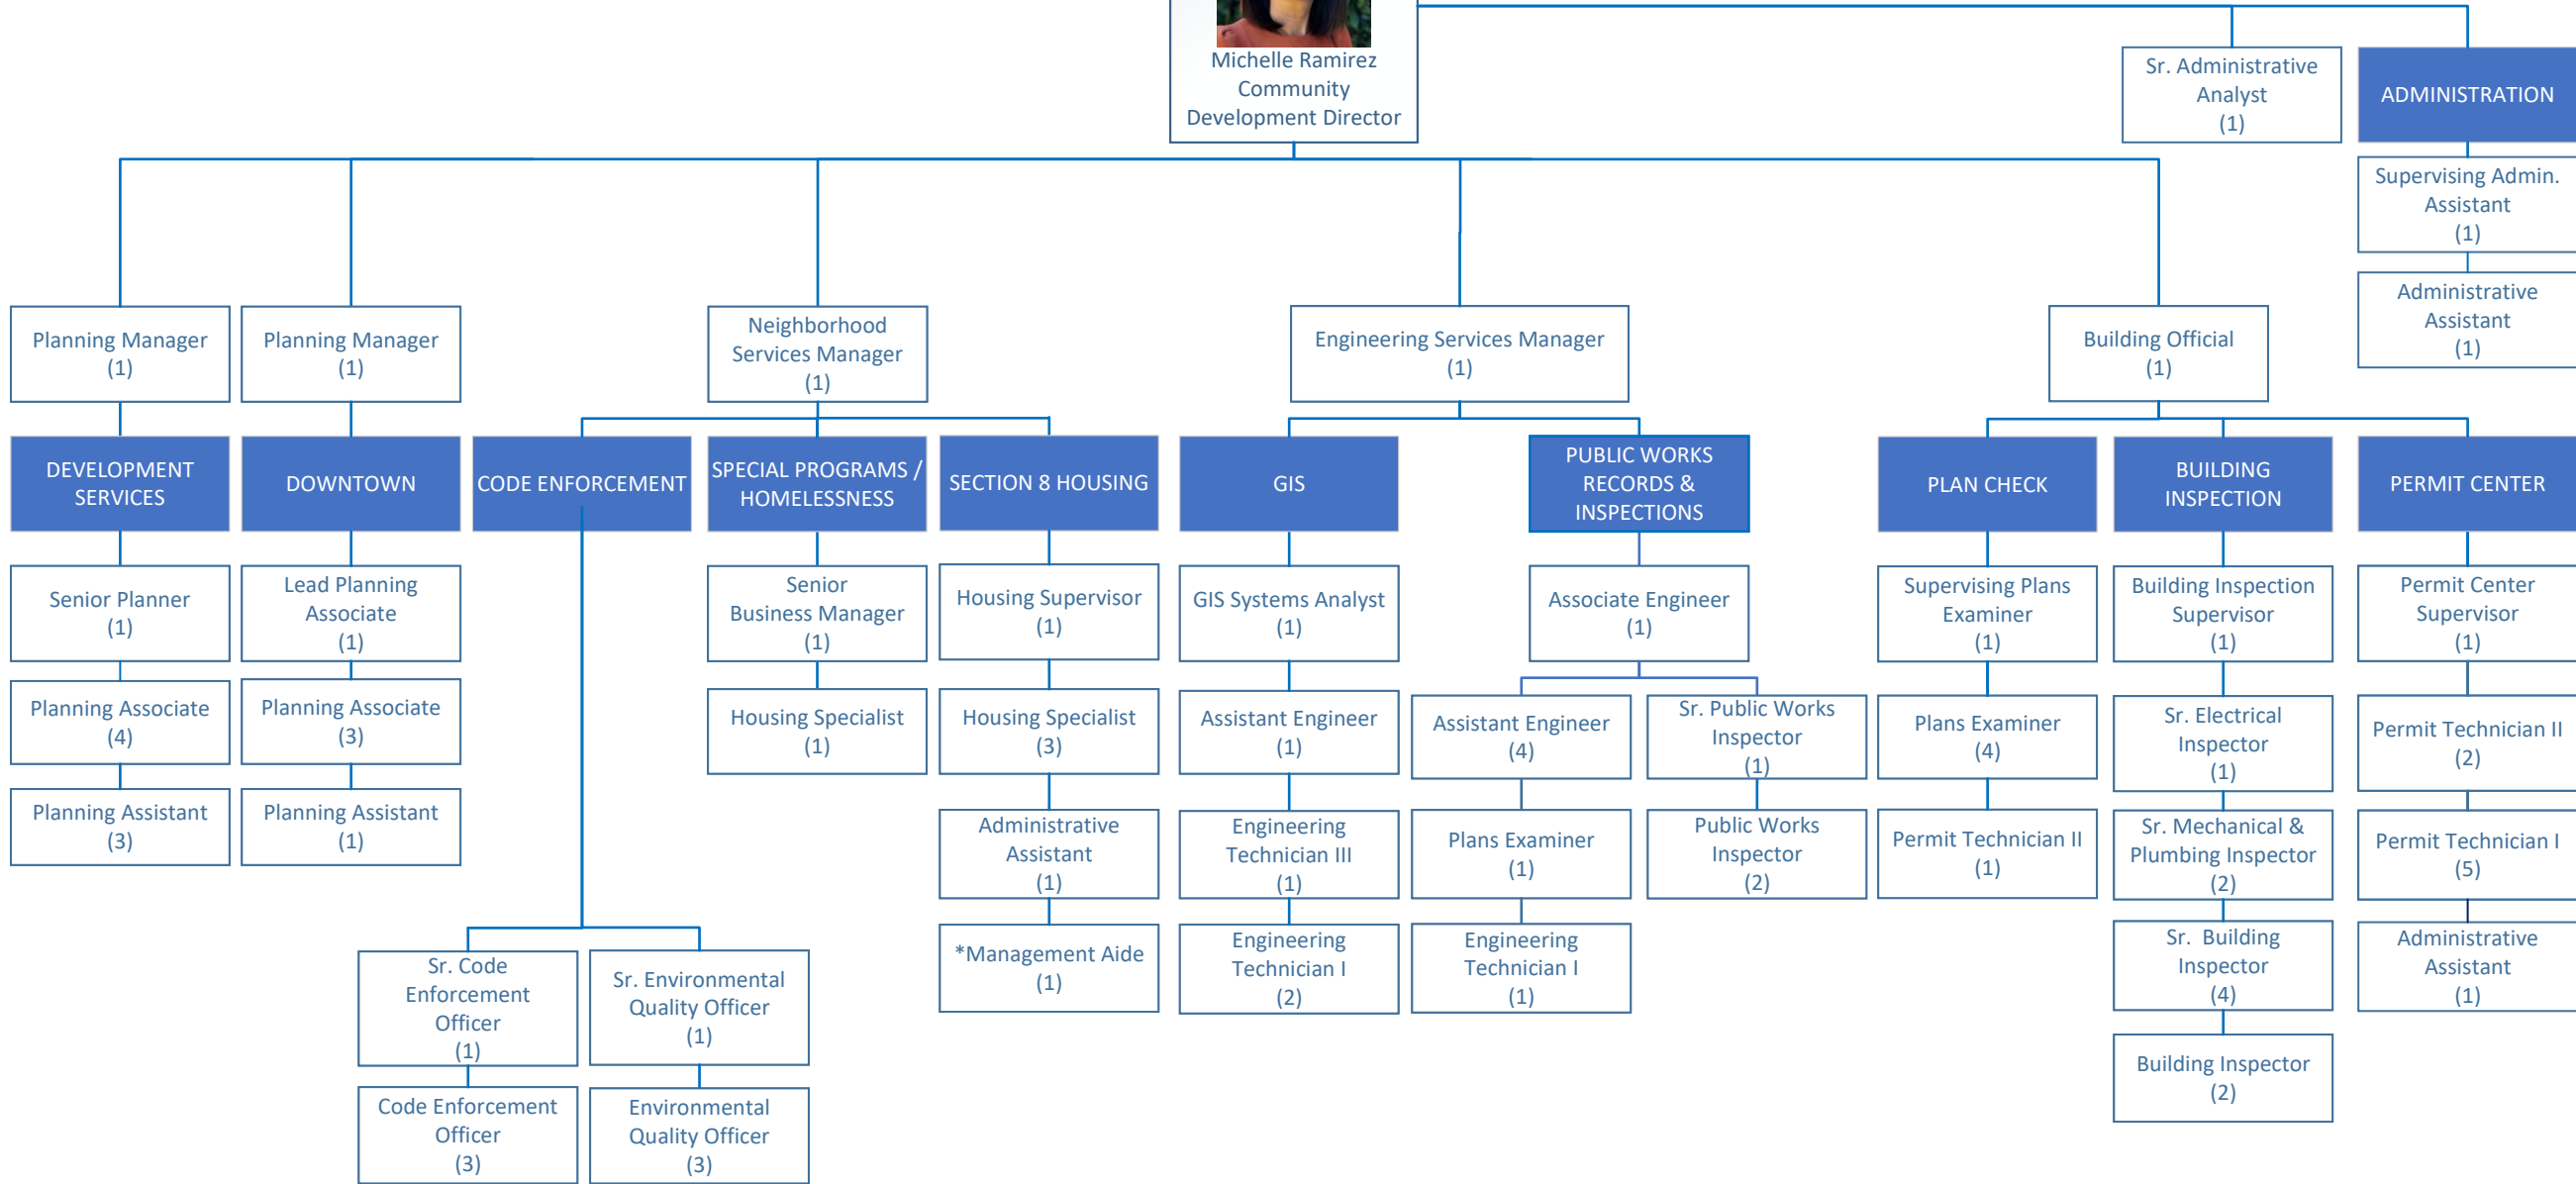 Michelle Ramirez
Community
Development Director
Sr. Administrative
Analyst
(1)
ADMINISTRATION
Supervising Admin.
Assistant
(1)
Administrative
Assistant
(1)
Planning Manager
(1)
Planning Manager
(1)
Neighborhood
Services Manager
(1)
Engineering Services Manager
(1)
Building Official
(1)
DEVELOPMENT
SERVICES
DOWNTOWN
CODE ENFORCEMENT
SPECIAL PROGRAMS /
HOMELESSNESS
SECTION 8 HOUSING
GIS
PUBLIC WORKS
RECORDS &
INSPECTIONS
PLAN CHECK
BUILDING
INSPECTION
PERMIT CENTER
Senior Planner
(1)
Planning Associate
(4)
Planning Assistant
(3)
Lead Planning
Associate
(1)
Planning Associate
(3)
Planning Assistant
(1)
Sr. Code
Enforcement
Officer
(1)
Code Enforcement
Officer
(3)
Sr. Environmental
Quality Officer
(1)
Environmental
Quality Officer
(3)
Senior
Business Manager
(1)
Housing Specialist
(1)
Housing Supervisor
(1)
Housing Specialist
(3)
Administrative
Assistant
(1)
*Management Aide
(1)
GIS Systems Analyst
(1)
Assistant Engineer
(1)
Engineering
Technician III
(1)
Engineering
Technician I
(2)
Associate Engineer
(1)
Assistant Engineer
(4)
Plans Examiner
(1)
Engineering
Technician I
(1)
Sr. Public Works
Inspector
(1)
Public Works
Inspector
(2)
Supervising Plans
Examiner
(1)
Plans Examiner
(4)
Permit Technician II
(1)
Building Inspection
Supervisor
(1)
Sr. Electrical
Inspector
(1)
Sr. Mechanical &
Plumbing Inspector
(2)
Sr. Building
Inspector
(4)
Building Inspector
(2)
Permit Center
Supervisor
(1)
Permit Technician II
(2)
Permit Technician I
(5)
Administrative
Assistant
(1)